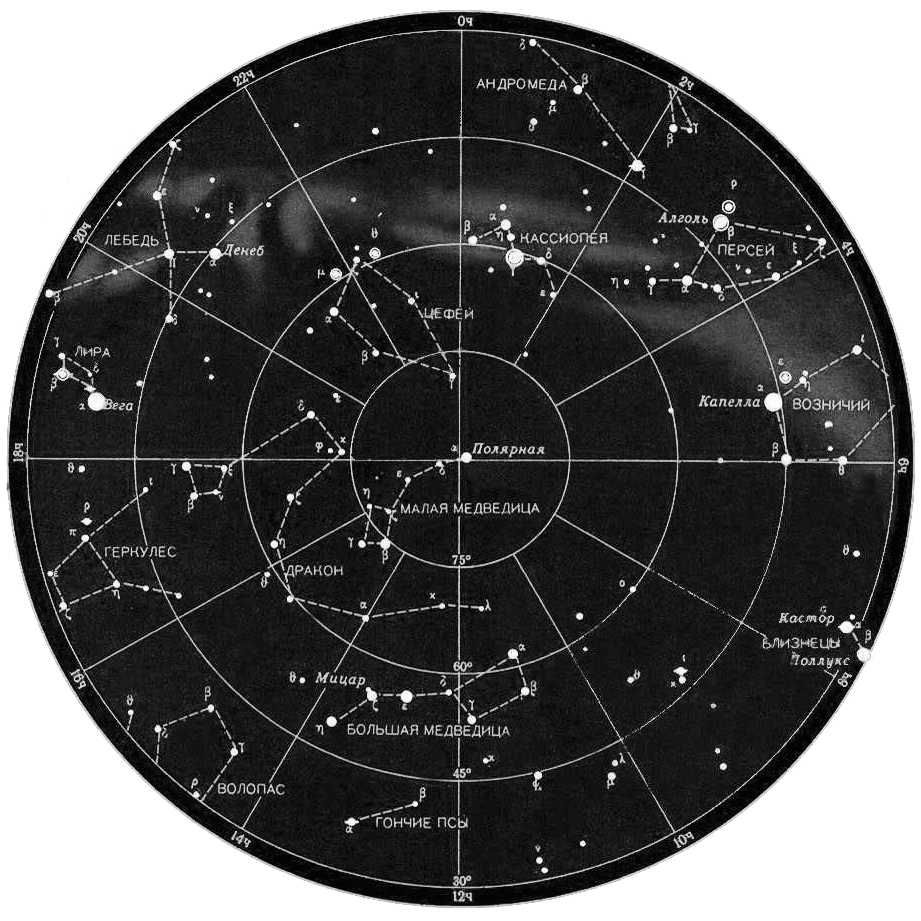 0ч
22ч
2ч
АНДРОМЕДА
δ
β
μ
β
γ
ρ
Алголь
β
ПЕРСЕЙ
20ч
4ч
ЛЕБЕДЬ
ν
ξ
Денеб
α
β
δ
μ
β
α
η
КАССИОПЕЯ
δ
ε
ι
ЦЕФЕЙ
α
β
γ
η
γ
α
δ
ν
ε
ξ
ζ
γ
ЛИРА
δ
β
α
Вега
ε
η
ι
Капелла
α
ВОЗНИЧИЙ
β
θ
18ч
6ч
α
Полярная
δ
ε
η
МАЛАЯ МЕДВЕДИЦА
γ
β
δ
φ
χ
γ
ξ
β
θ
ι
ρ
π
ГЕРКУЛЕС
ε
η
η
θ
ДРАКОН
75°
α
κ
λ
ο
θ
Кастор
α
β
БЛИЗНЕЦЫ
Поллукс
16ч
8ч
60°
α
β
θ
Мицар
ζ
ε
δ
γ
η
БОЛЬШАЯ МЕДВЕДИЦА
θ
ι
κ
θ
β
δ
γ
ρ
ВОЛОПАС
χ
45°
ψ
λ
μ
β
α
ГОНЧИЕ ПСЫ
ν
14ч
10ч
30°
12ч